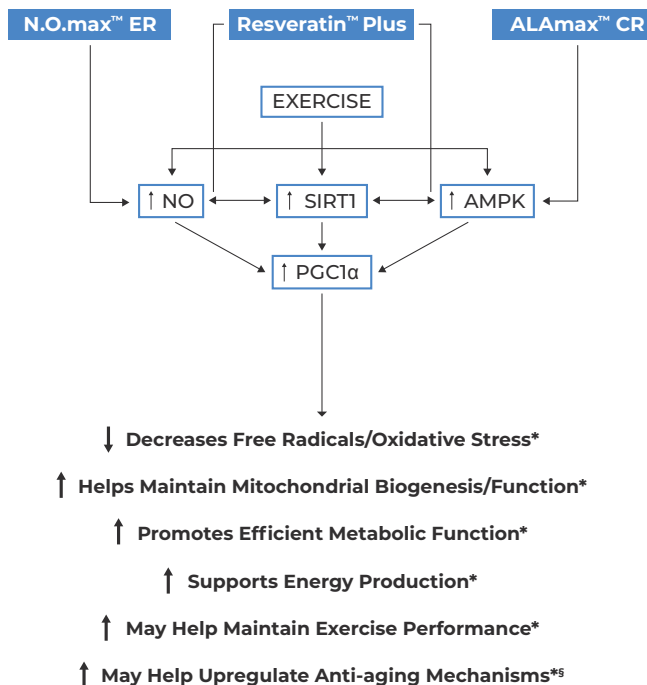 N.O.max™ ER
Resveratin™ Plus
ALAmax™ CR
EXERCISE
↑ NO
↑ SIRT1
↑ AMPK
↑ PGC1α
↓ Decreases Free Radicals/Oxidative Stress*
↑ Helps Maintain Mitochondrial Biogenesis/Function*
↑ Promotes Efficient Metabolic Function*
↑ Supports Energy Production*
↑ May Help Maintain Exercise Performance*
↑ May Help Upregulate Anti-aging Mechanisms*§